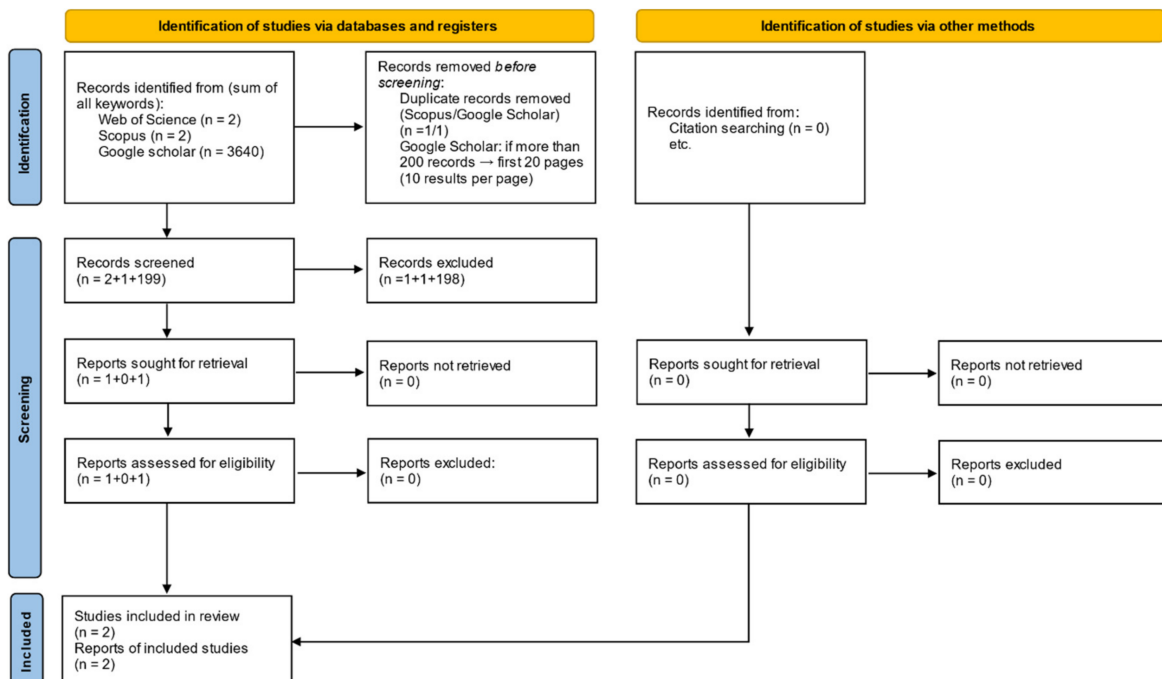 Identification of studies via databases and registers
Identification of studies via other methods
Identifcation
Records identified from (sum of
all keywords):
Web of Science (n = 2)
Scopus (n = 2)
Google scholar (n = 3640)
Records removed before
screening:
Duplicate records removed
(Scopus/Google Scholar)
(n =1/1)
Google Scholar: if more than
200 records → first 20 pages
(10 results per page)
Records identified from:
Citation searching (n = 0)
etc.
Screening
Records screened
(n = 2+1+199)
Records excluded
(n =1+1+198)
Reports sought for retrieval
(n = 1+0+1)
Reports not retrieved
(n = 0)
Reports sought for retrieval
(n = 0)
Reports not retrieved
(n = 0)
Reports assessed for eligibility
(n = 1+0+1)
Reports excluded:
(n = 0)
Reports assessed for eligibility
(n = 0)
Reports excluded
(n = 0)
Included
Studies included in review
(n = 2)
Reports of included studies
(n = 2)